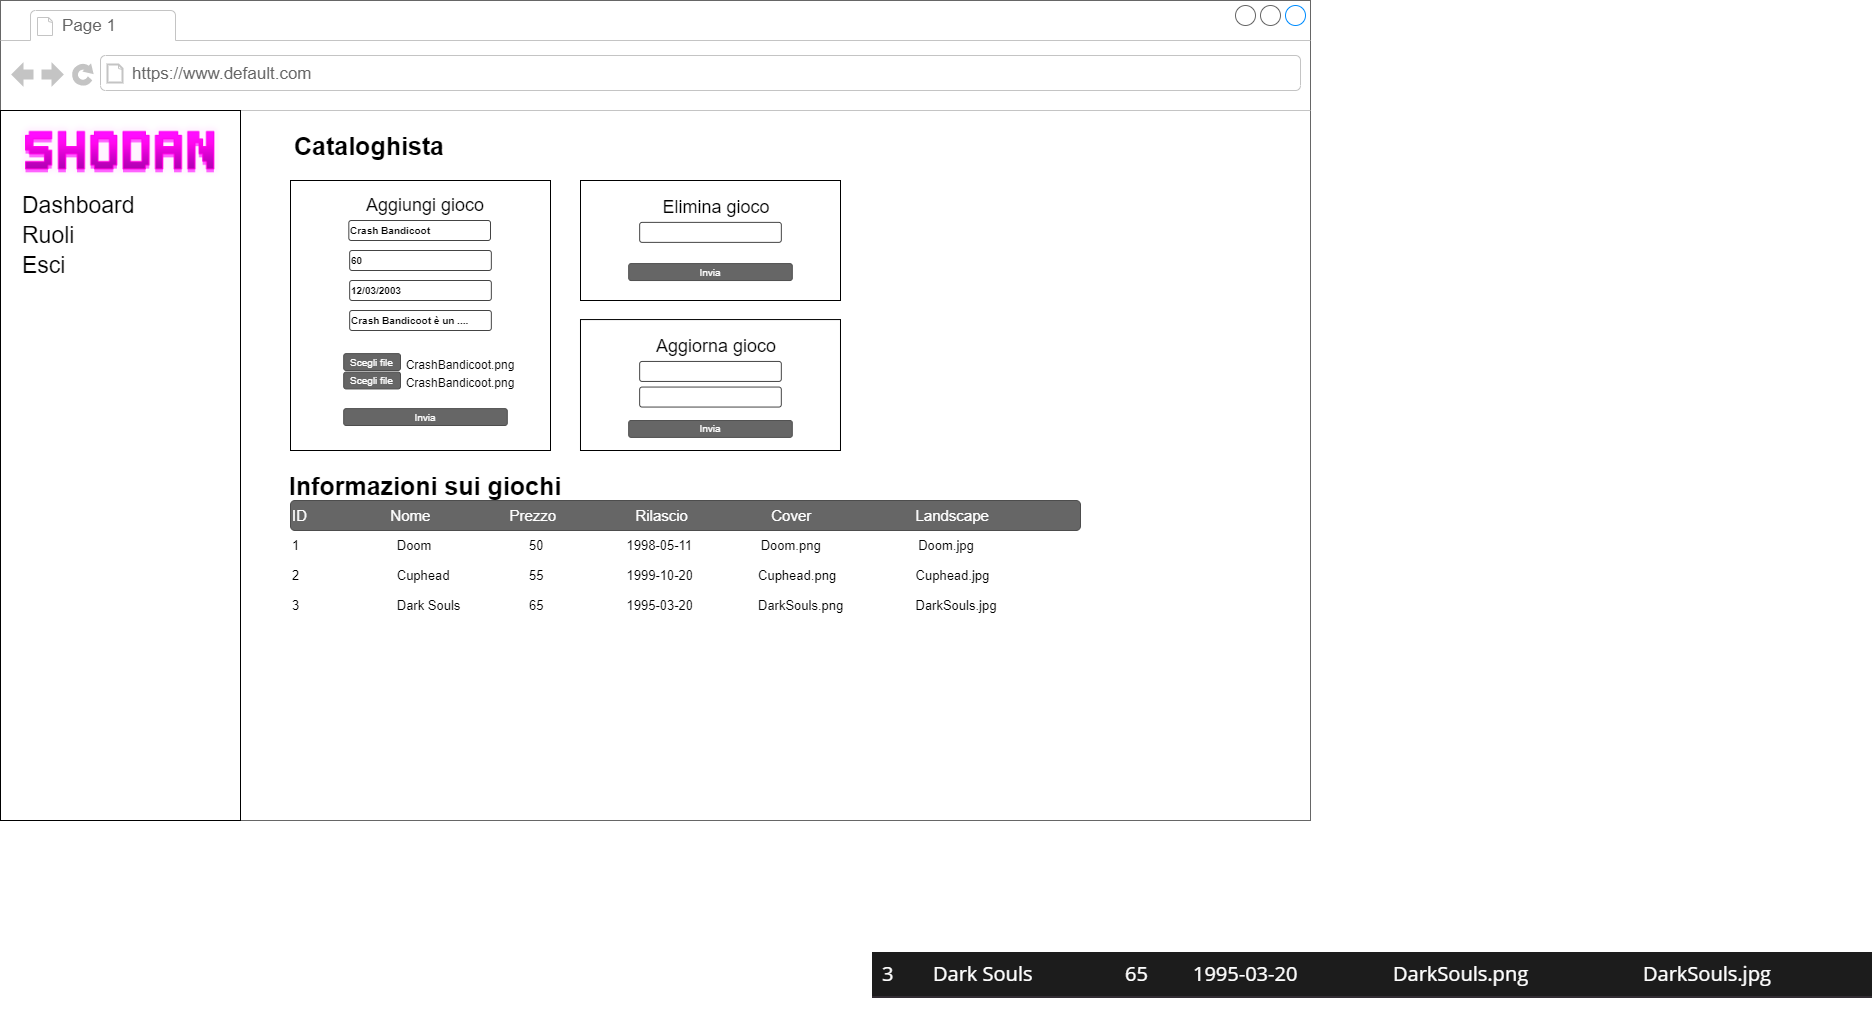 Page 1
https://www.default.com
SHODAN
Dashboard
Ruoli
Esci
Cataloghista
Aggiungi gioco
Crash Bandicoot
60
12/03/2003
Crash Bandicoot è un ....
Scegli file CrashBandicoot.png
Scegli file CrashBandicoot.png
Invia
Elimina gioco
Invia
Aggiorna gioco
Invia
Informazioni sui giochi
ID Nome Prezzo Rilascio Cover Landscape
1 Doom 50 1998-05-11 Doom.png Doom.jpg
2 Cuphead 55 1999-10-20 Cuphead.png Cuphead.jpg
3 Dark Souls 65 1995-03-20 DarkSouls.png DarkSouls.jpg
3 Dark Souls 65 1995-03-20 DarkSouls.png DarkSouls.jpg